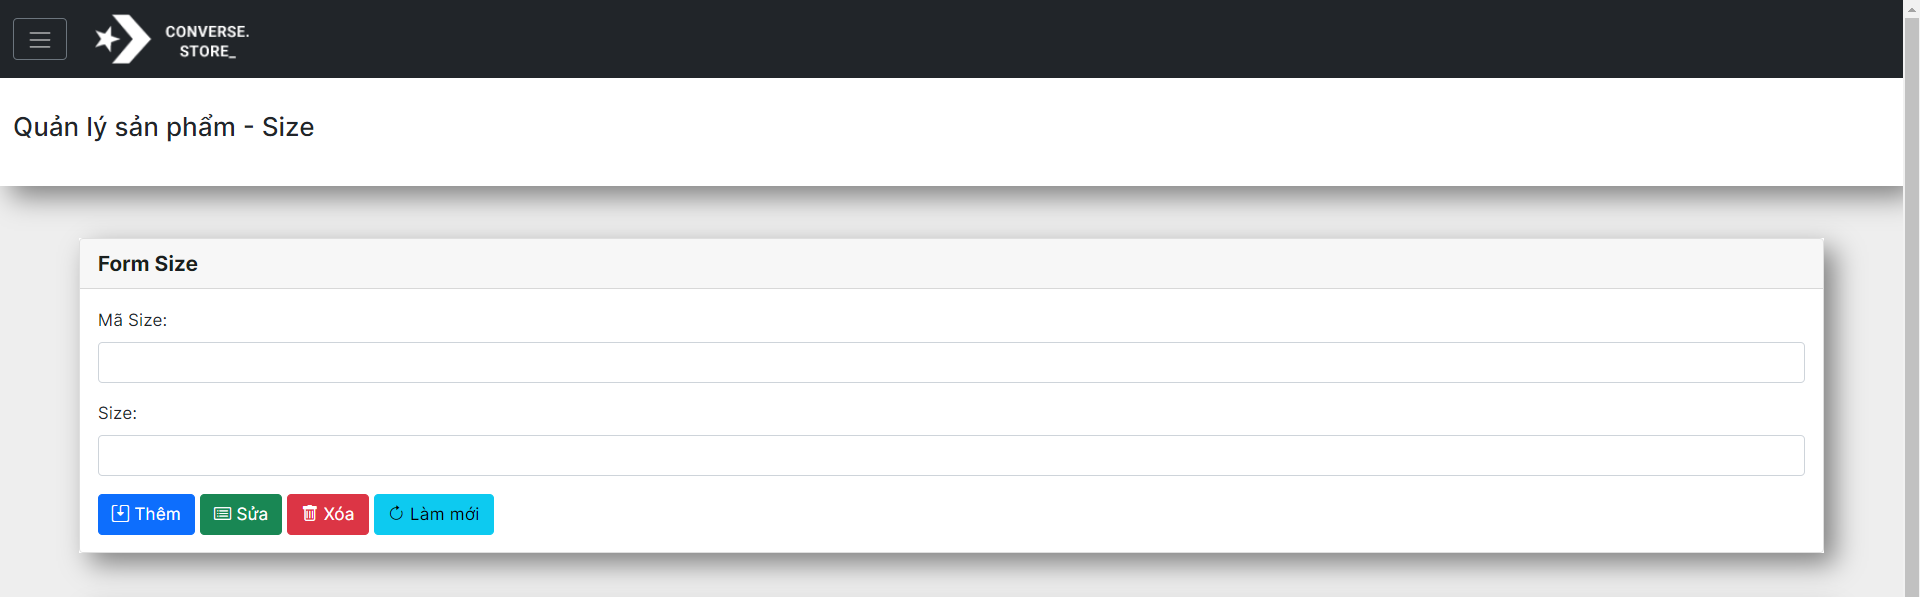 CONVERSE.
STORE_
Quản lý sản phẩm - Size
Form Size
Mã Size:
Size:
Thêm Sửa Xóa Làm mới